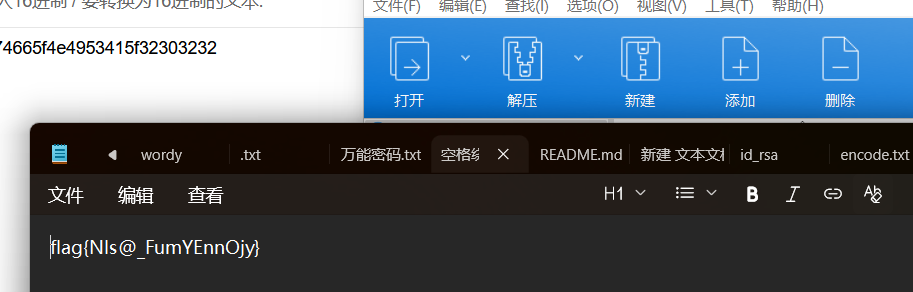 进制 / 要转换为16进制的文本.
74665f4e4953415f32303232
文件(F) 编辑(E) 查找(I) 选项(O) 视图(V) 工具(T) 帮助(H)
打开 解压 新建 添加 删除
wordy .txt 万能密码.txt 空格 README.md 新建 文本文 id_rsa encode.txt
文件 编辑 查看 H1 B I
flag{NIs@_FumYEnnOjy}